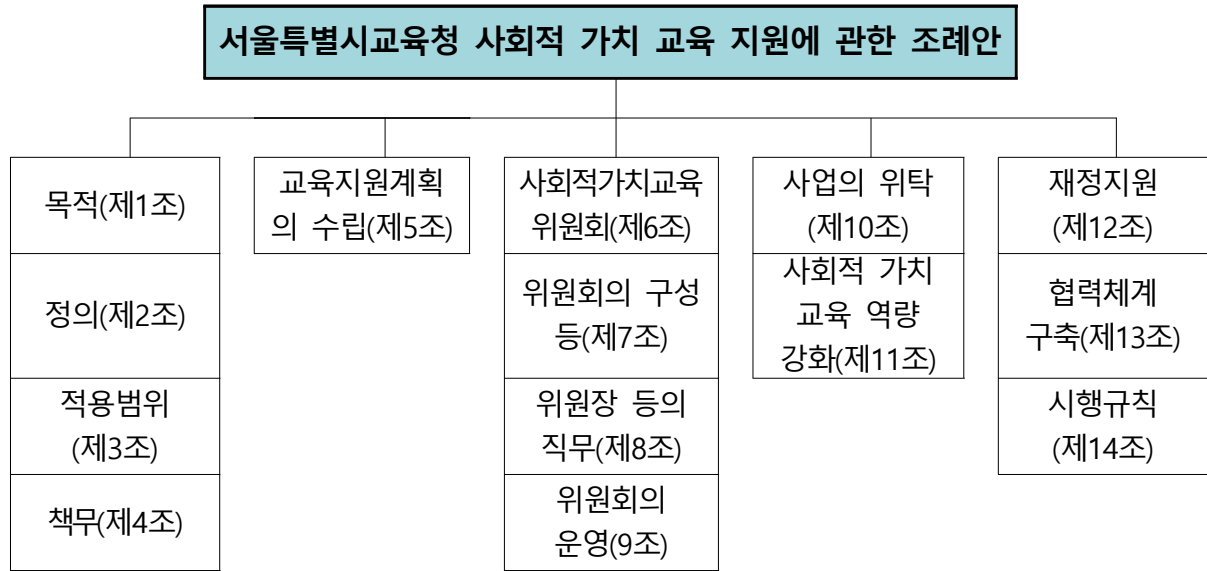 서울특별시교육청 사회적 가치 교육 지원에 관한 조례안
목적(제1조)
정의(제2조)
적용범위
(제3조)
책무(제4조)
교육지원계획
의 수립(제5조)
사회적가치교육
위원회(제6조)
위원회의 구성
등(제7조)
위원장 등의
직무(제8조)
위원회의
운영(9조)
사업의 위탁
(제10조)
사회적 가치
교육 역량
강화(제11조)
재정지원
(제12조)
협력체계
구축(제13조)
시행규칙
(제14조)